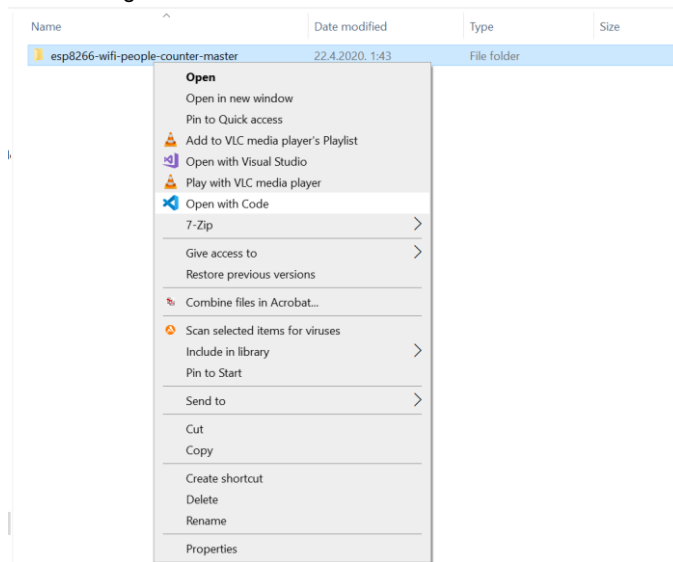 Name Date modified Type Size
esp8266-wifi-people-counter-master 22.4.2020. 1:43 File folder
Open
Open in new window
Pin to Quick access
Add to VLC media player's Playlist
Open with Visual Studio
Play with VLC media player
Open with Code
7-Zip
Give access to
Restore previous versions
Combine files in Acrobat...
Scan selected items for viruses
Include in library
Pin to Start
Send to
Cut
Copy
Create shortcut
Delete
Rename
Properties